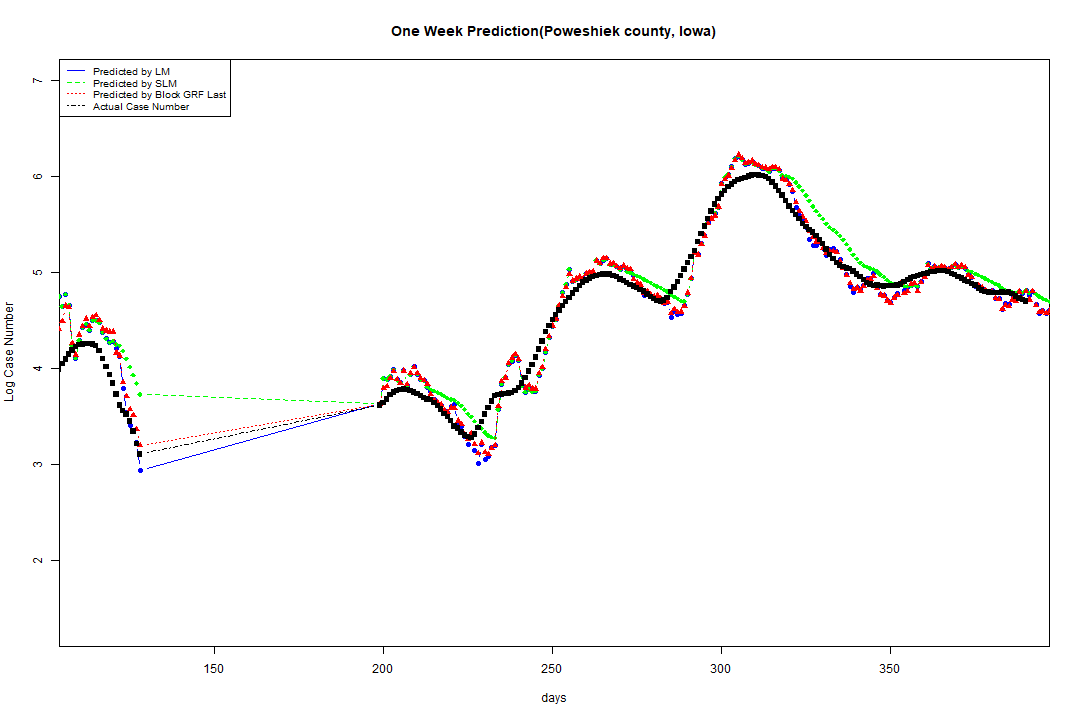 One Week Prediction(Poweshiek county, Iowa)
Predicted by LM
Predicted by SLM
Predicted by Block GRF Last
Actual Case Number
7
6
5
4
3
2
Log Case Number
150 200 250 300 350
days